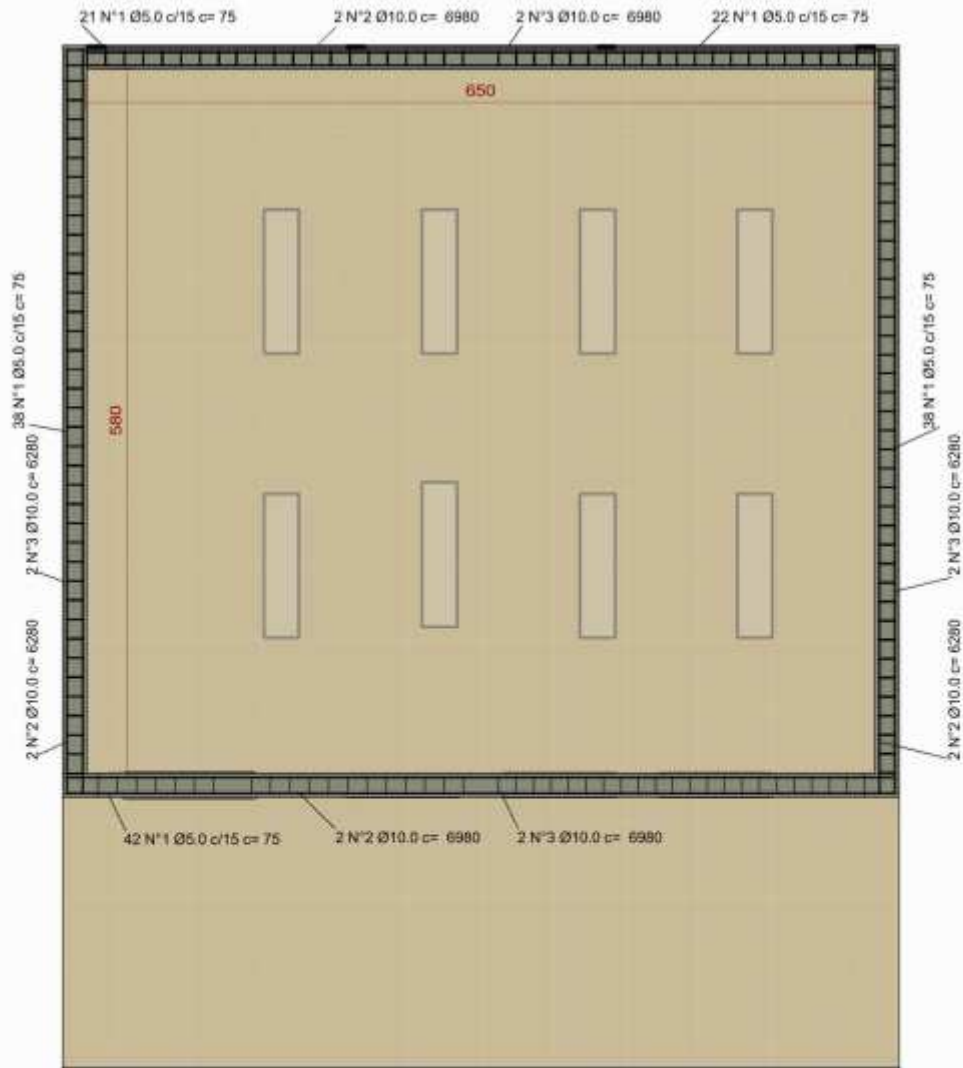 21 N°1 Ø5.0 c/15 c= 75
2 N°2 Ø10.0 c= 6980
2 N°3 Ø10.0 c= 6980
22 N°1 Ø5.0 c/15 c= 75
650
580
38 N°1 Ø5.0 c/15 c= 75
2 N°3 Ø10.0 c= 6280
2 N°2 Ø10.0 c= 6280
38 N°1 Ø5.0 c/15 c= 75
2 N°3 Ø10.0 c= 6280
2 N°2 Ø10.0 c= 6280
42 N°1 Ø5.0 c/15 c= 75
2 N°2 Ø10.0 c= 6980
2 N°3 Ø10.0 c= 6980